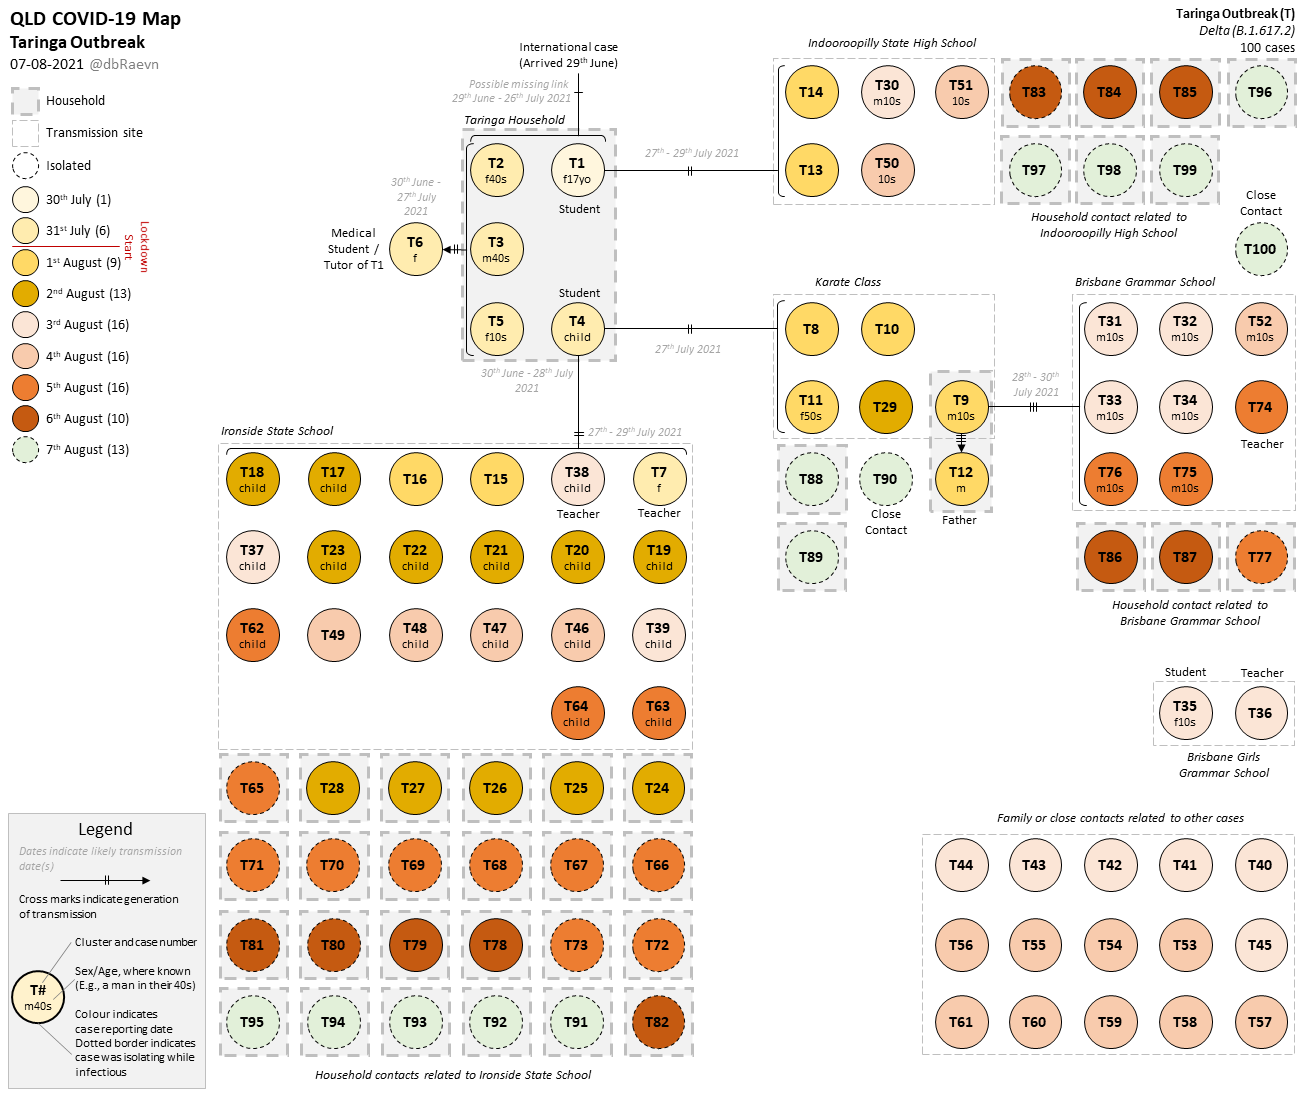 QLD COVID-19 Map
Taringa Outbreak
07-08-2021 @dbRaevn
Household
Transmission site
Isolated
30th July (1)
31st July (6)
Lockdown
Start
1st August (9)
2nd August (13)
3rd August (16)
4th August (16)
5th August (16)
6th August (10)
7th August (13)
Taringa Outbreak (T)
Delta (B.1.617.2)
100 cases
International case
(Arrived 29th June)
Possible missing link
29th June - 26th July 2021
Taringa Household
T2
f40s
T1
f17yo
Student
T3
m40s
T5
f10s
Student
T4
child
30th June -
27th July
2021
T6
f
Medical
Student /
Tutor of T1
27th - 29th July 2021
Indooroopilly State High School
T14
T30
m10s
T51
10s
T13
T50
10s
T83
T84
T85
T96
T97
T98
T99
Household contact related to
Indooroopilly High School
Close
Contact
T100
27th July 2021
Karate Class
T8
T10
T11
f50s
T29
T9
m10s
T12
m
Father
T88
T90
Close
Contact
T89
28th - 30th
July 2021
Brisbane Grammar School
T31
m10s
T32
m10s
T52
m10s
T33
m10s
T34
m10s
T74
Teacher
T76
m10s
T75
m10s
T86
T87
T77
Household contact related to
Brisbane Grammar School
30th June - 28th July
2021
27th - 29th July 2021
Ironside State School
T18
child
T17
child
T16
T15
T38
child
Teacher
T7
f
Teacher
T37
child
T23
child
T22
child
T21
child
T20
child
T19
child
T62
child
T49
T48
child
T47
child
T46
child
T39
child
T64
child
T63
child
T65
T28
T27
T26
T25
T24
T71
T70
T69
T68
T67
T66
T81
T80
T79
T78
T73
T72
T95
T94
T93
T92
T91
T82
Household contacts related to Ironside State School
Student
Teacher
T35
f10s
T36
Brisbane Girls
Grammar School
Family or close contacts related to other cases
T44
T43
T42
T41
T40
T56
T55
T54
T53
T45
T61
T60
T59
T58
T57
Legend
Dates indicate likely transmission
date(s)
Cross marks indicate generation
of transmission
Cluster and case number
Sex/Age, where known
(E.g., a man in their 40s)
T#
m40s
Colour indicates
case reporting date
Dotted border indicates
case was isolating while
infectious